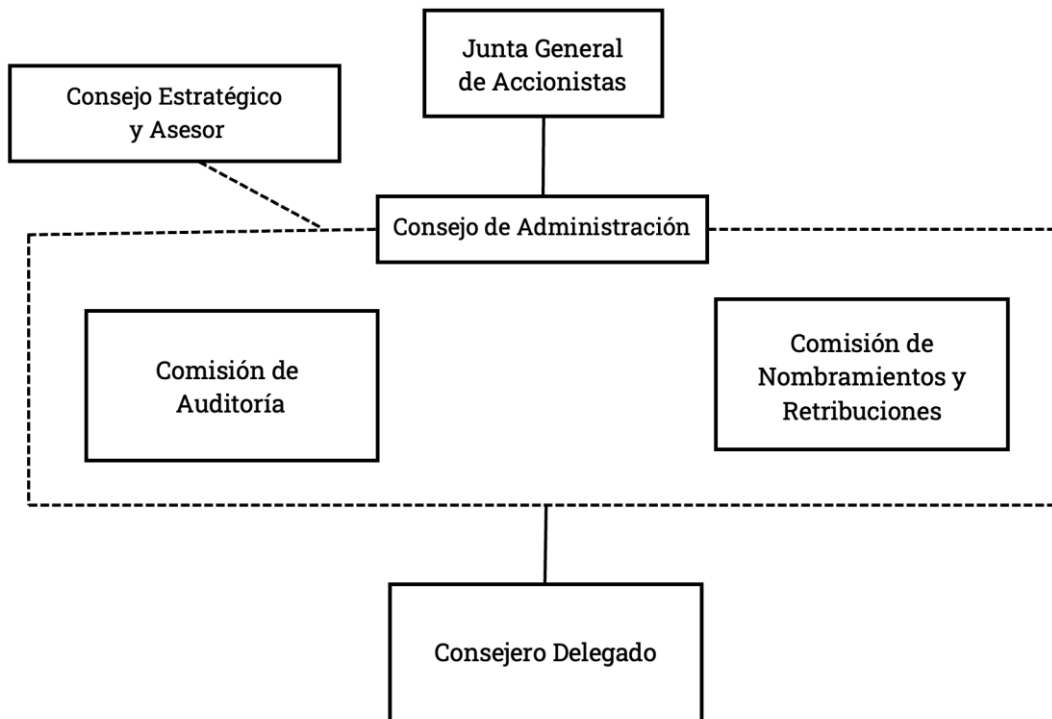 Junta General
de Accionistas
Consejo Estratégico
y Asesor
Consejo de Administración
Comisión de
Auditoría
Comisión de
Nombramientos y
Retribuciones
Consejero Delegado